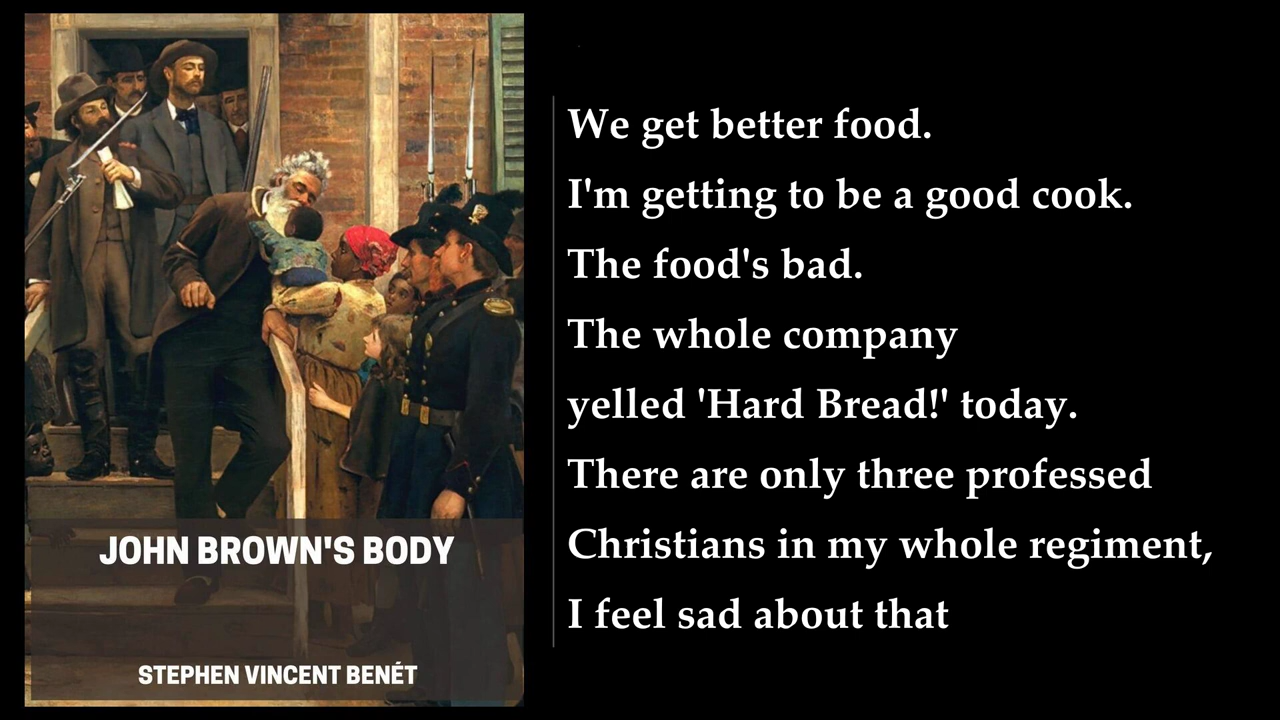 JOHN BROWN'S BODY
STEPHEN VINCENT BENÉT
We get better food.
I'm getting to be a good cook.
The food's bad.
The whole company
yelled 'Hard Bread!' today.
There are only three professed
Christians in my whole regiment,
I feel sad about that